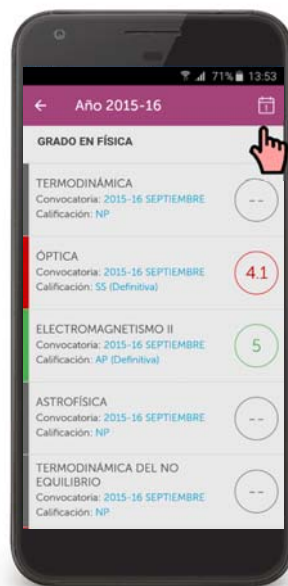 71% 13:53
Año 2015-16
1
GRADO EN FÍSICA
TERMODINÁMICA
Convocatoria: 2015-16 SEPTIEMBRE
Calificación: NP
--
ÓPTICA
Convocatoria: 2015-16 SEPTIEMBRE
Calificación: SS (Definitiva)
4.1
ELECTROMAGNETISMO II
Convocatoria: 2015-16 SEPTIEMBRE
Calificación: AP (Definitiva)
5
ASTROFÍSICA
Convocatoria: 2015-16 SEPTIEMBRE
Calificación: NP
--
TERMODINÁMICA DEL NO
EQUILIBRIO
Convocatoria: 2015-16 SEPTIEMBRE
Calificación: NP
--